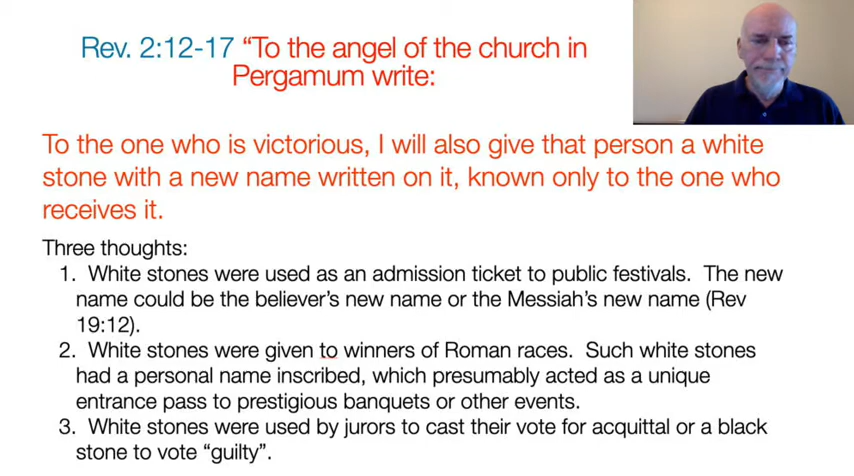 Rev. 2:12-17 “To the angel of the church in
Pergamum write:
To the one who is victorious, I will also give that person a white
stone with a new name written on it, known only to the one who
receives it.
Three thoughts:
1. White stones were used as an admission ticket to public festivals. The new
name could be the believer’s new name or the Messiah’s new name (Rev
19:12).
2. White stones were given to winners of Roman races. Such white stones
had a personal name inscribed, which presumably acted as a unique
entrance pass to prestigious banquets or other events.
3. White stones were used by jurors to cast their vote for acquittal or a black
stone to vote “guilty”.